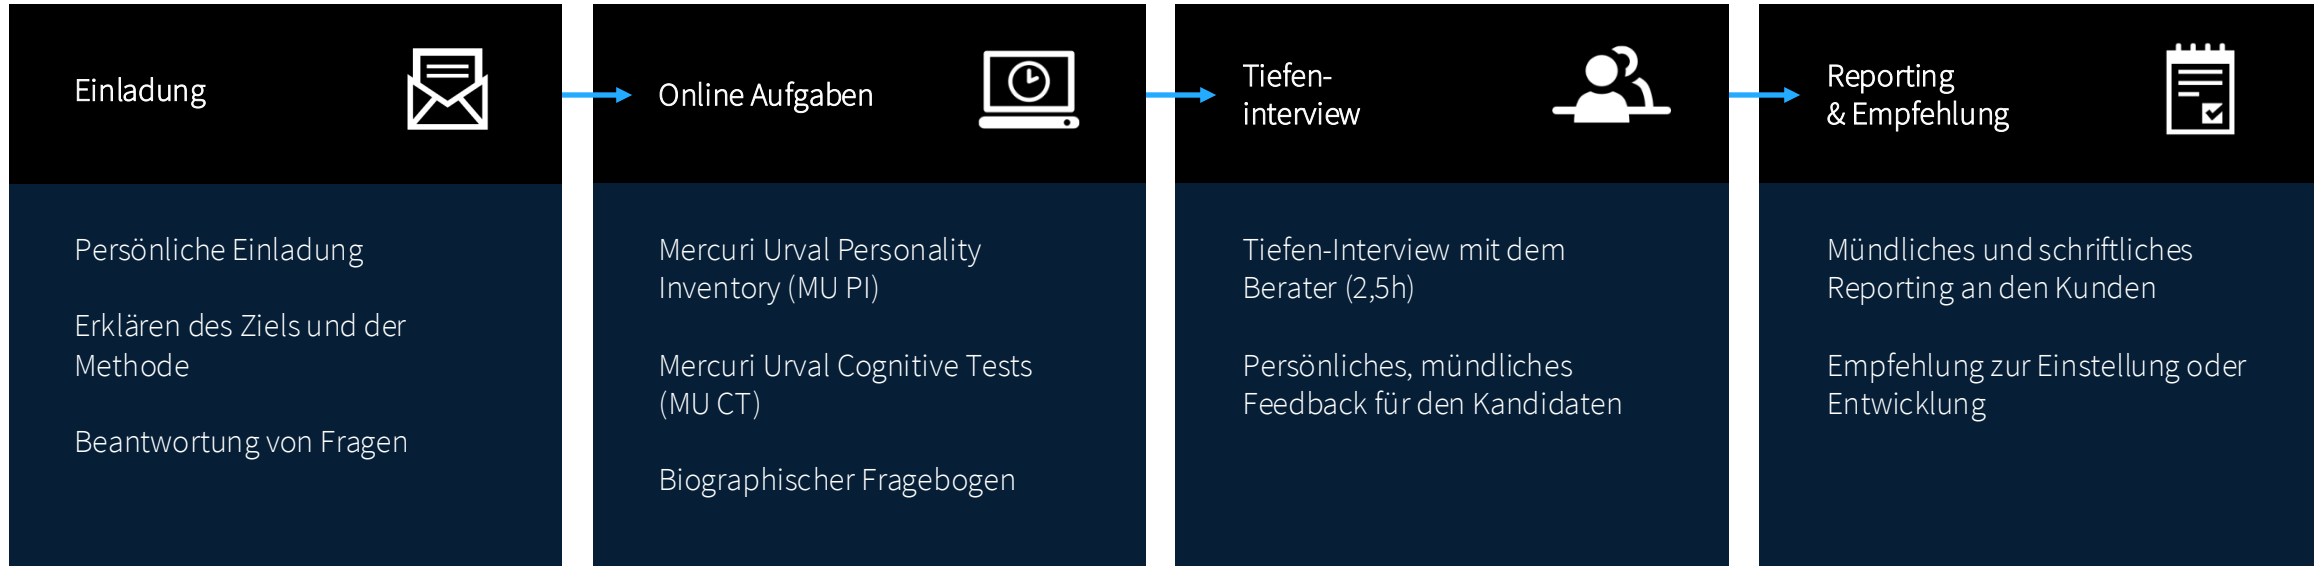 Einladung
Persönliche Einladung
Erklären des Ziels und der
Methode
Beantwortung von Fragen
Online Aufgaben
Mercuri Urval Personality
Inventory (MU PI)
Mercuri Urval Cognitive Tests
(MU CT)
Biographischer Fragebogen
Tiefen-
interview
Tiefen-Interview mit dem
Berater (2,5h)
Persönliches, mündliches
Feedback für den Kandidaten
Reporting
& Empfehlung
Mündliches und schriftliches
Reporting an den Kunden
Empfehlung zur Einstellung oder
Entwicklung